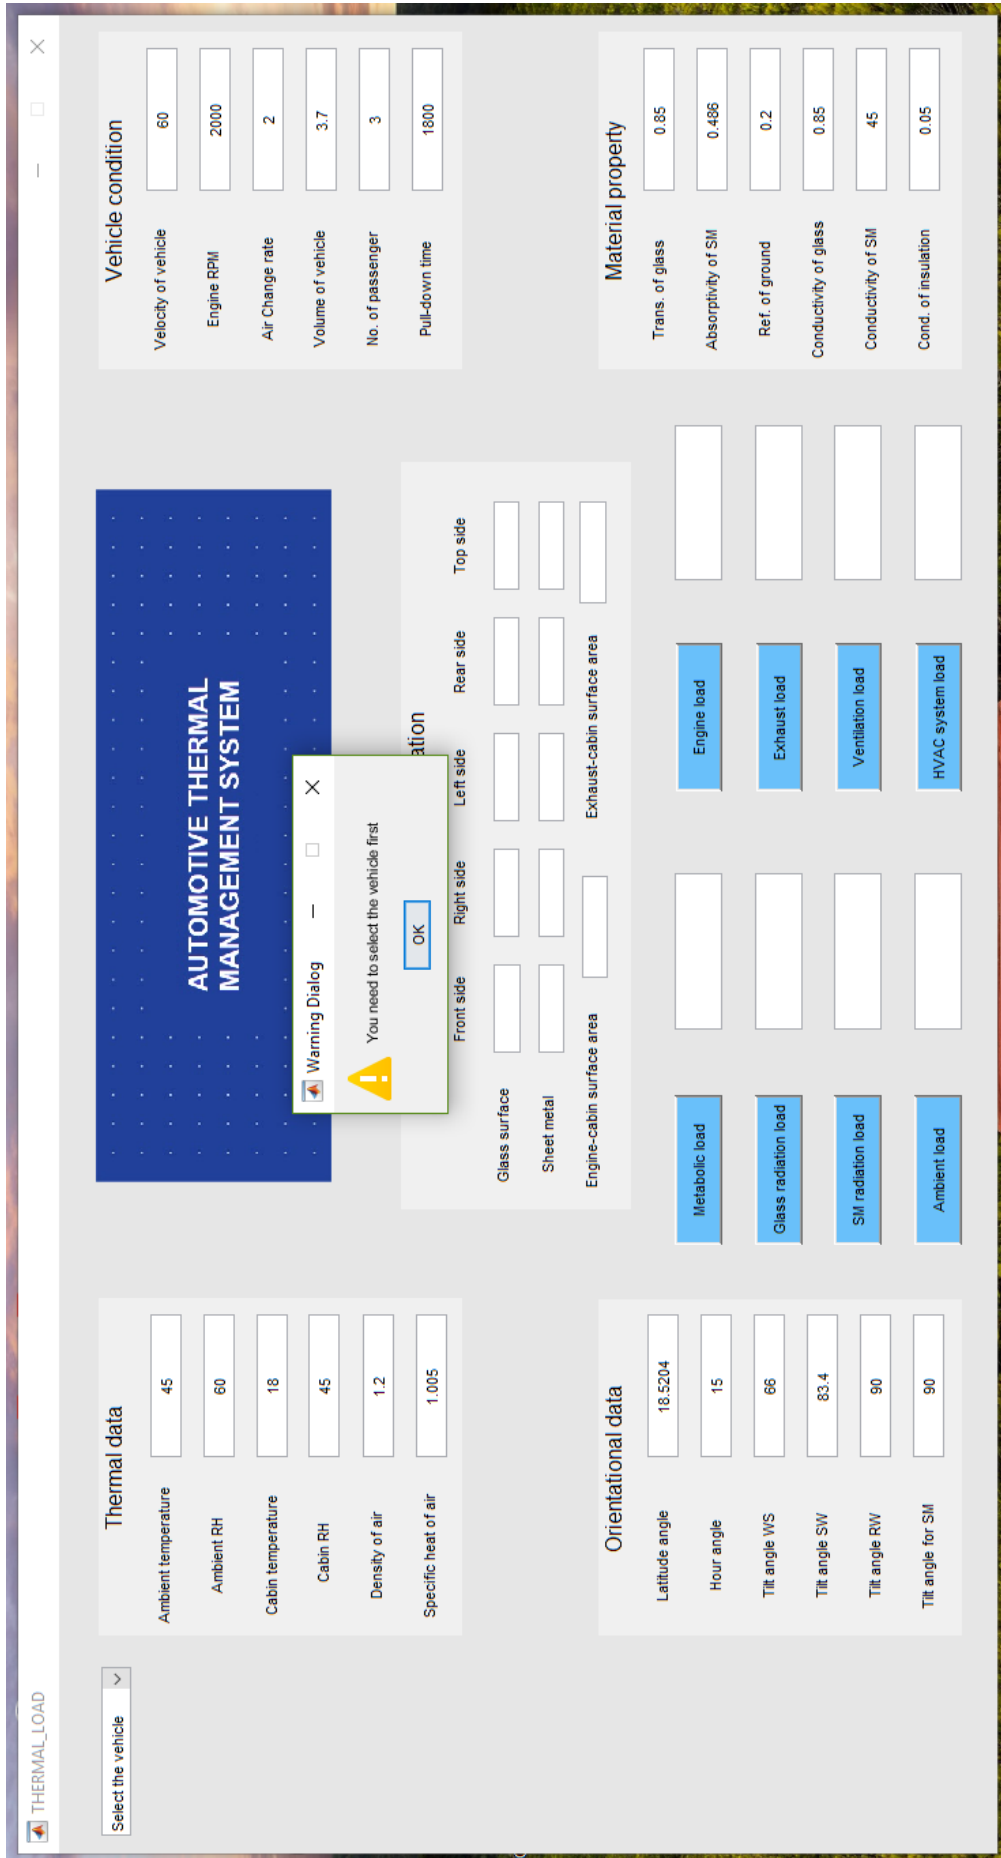 THERMAL_LOAD
Select the vehicle
Thermal data
Ambient temperature 45
Ambient RH 60
Cabin temperature 18
Cabin RH 45
Density of air 1.2
Specific heat of air 1.005
AUTOMOTIVE THERMAL
MANAGEMENT SYSTEM
Vehicle condition
Velocity of vehicle 60
Engine RPM 2000
Air Change rate 2
Volume of vehicle 3.7
No. of passenger 3
Pull-down time 1800
Warning Dialog
You need to select the vehicle first
OK
ation
Front side Right side Left side Rear side Top side
Glass surface
Sheet metal
Engine-cabin surface area Exhaust-cabin surface area
Orientational data
Latitude angle 18.5204
Hour angle 15
Tilt angle WS 66
Tilt angle SW 83.4
Tilt angle RW 90
Tilt angle for SM 90
Metabolic load Engine load
Glass radiation load Exhaust load
SM radiation load Ventilation load
Ambient load HVAC system load
Material property
Trans. of glass 0.85
Absorptivity of SM 0.486
Ref. of ground 0.2
Conductivity of glass 0.85
Conductivity of SM 45
Cond. of insulation 0.05